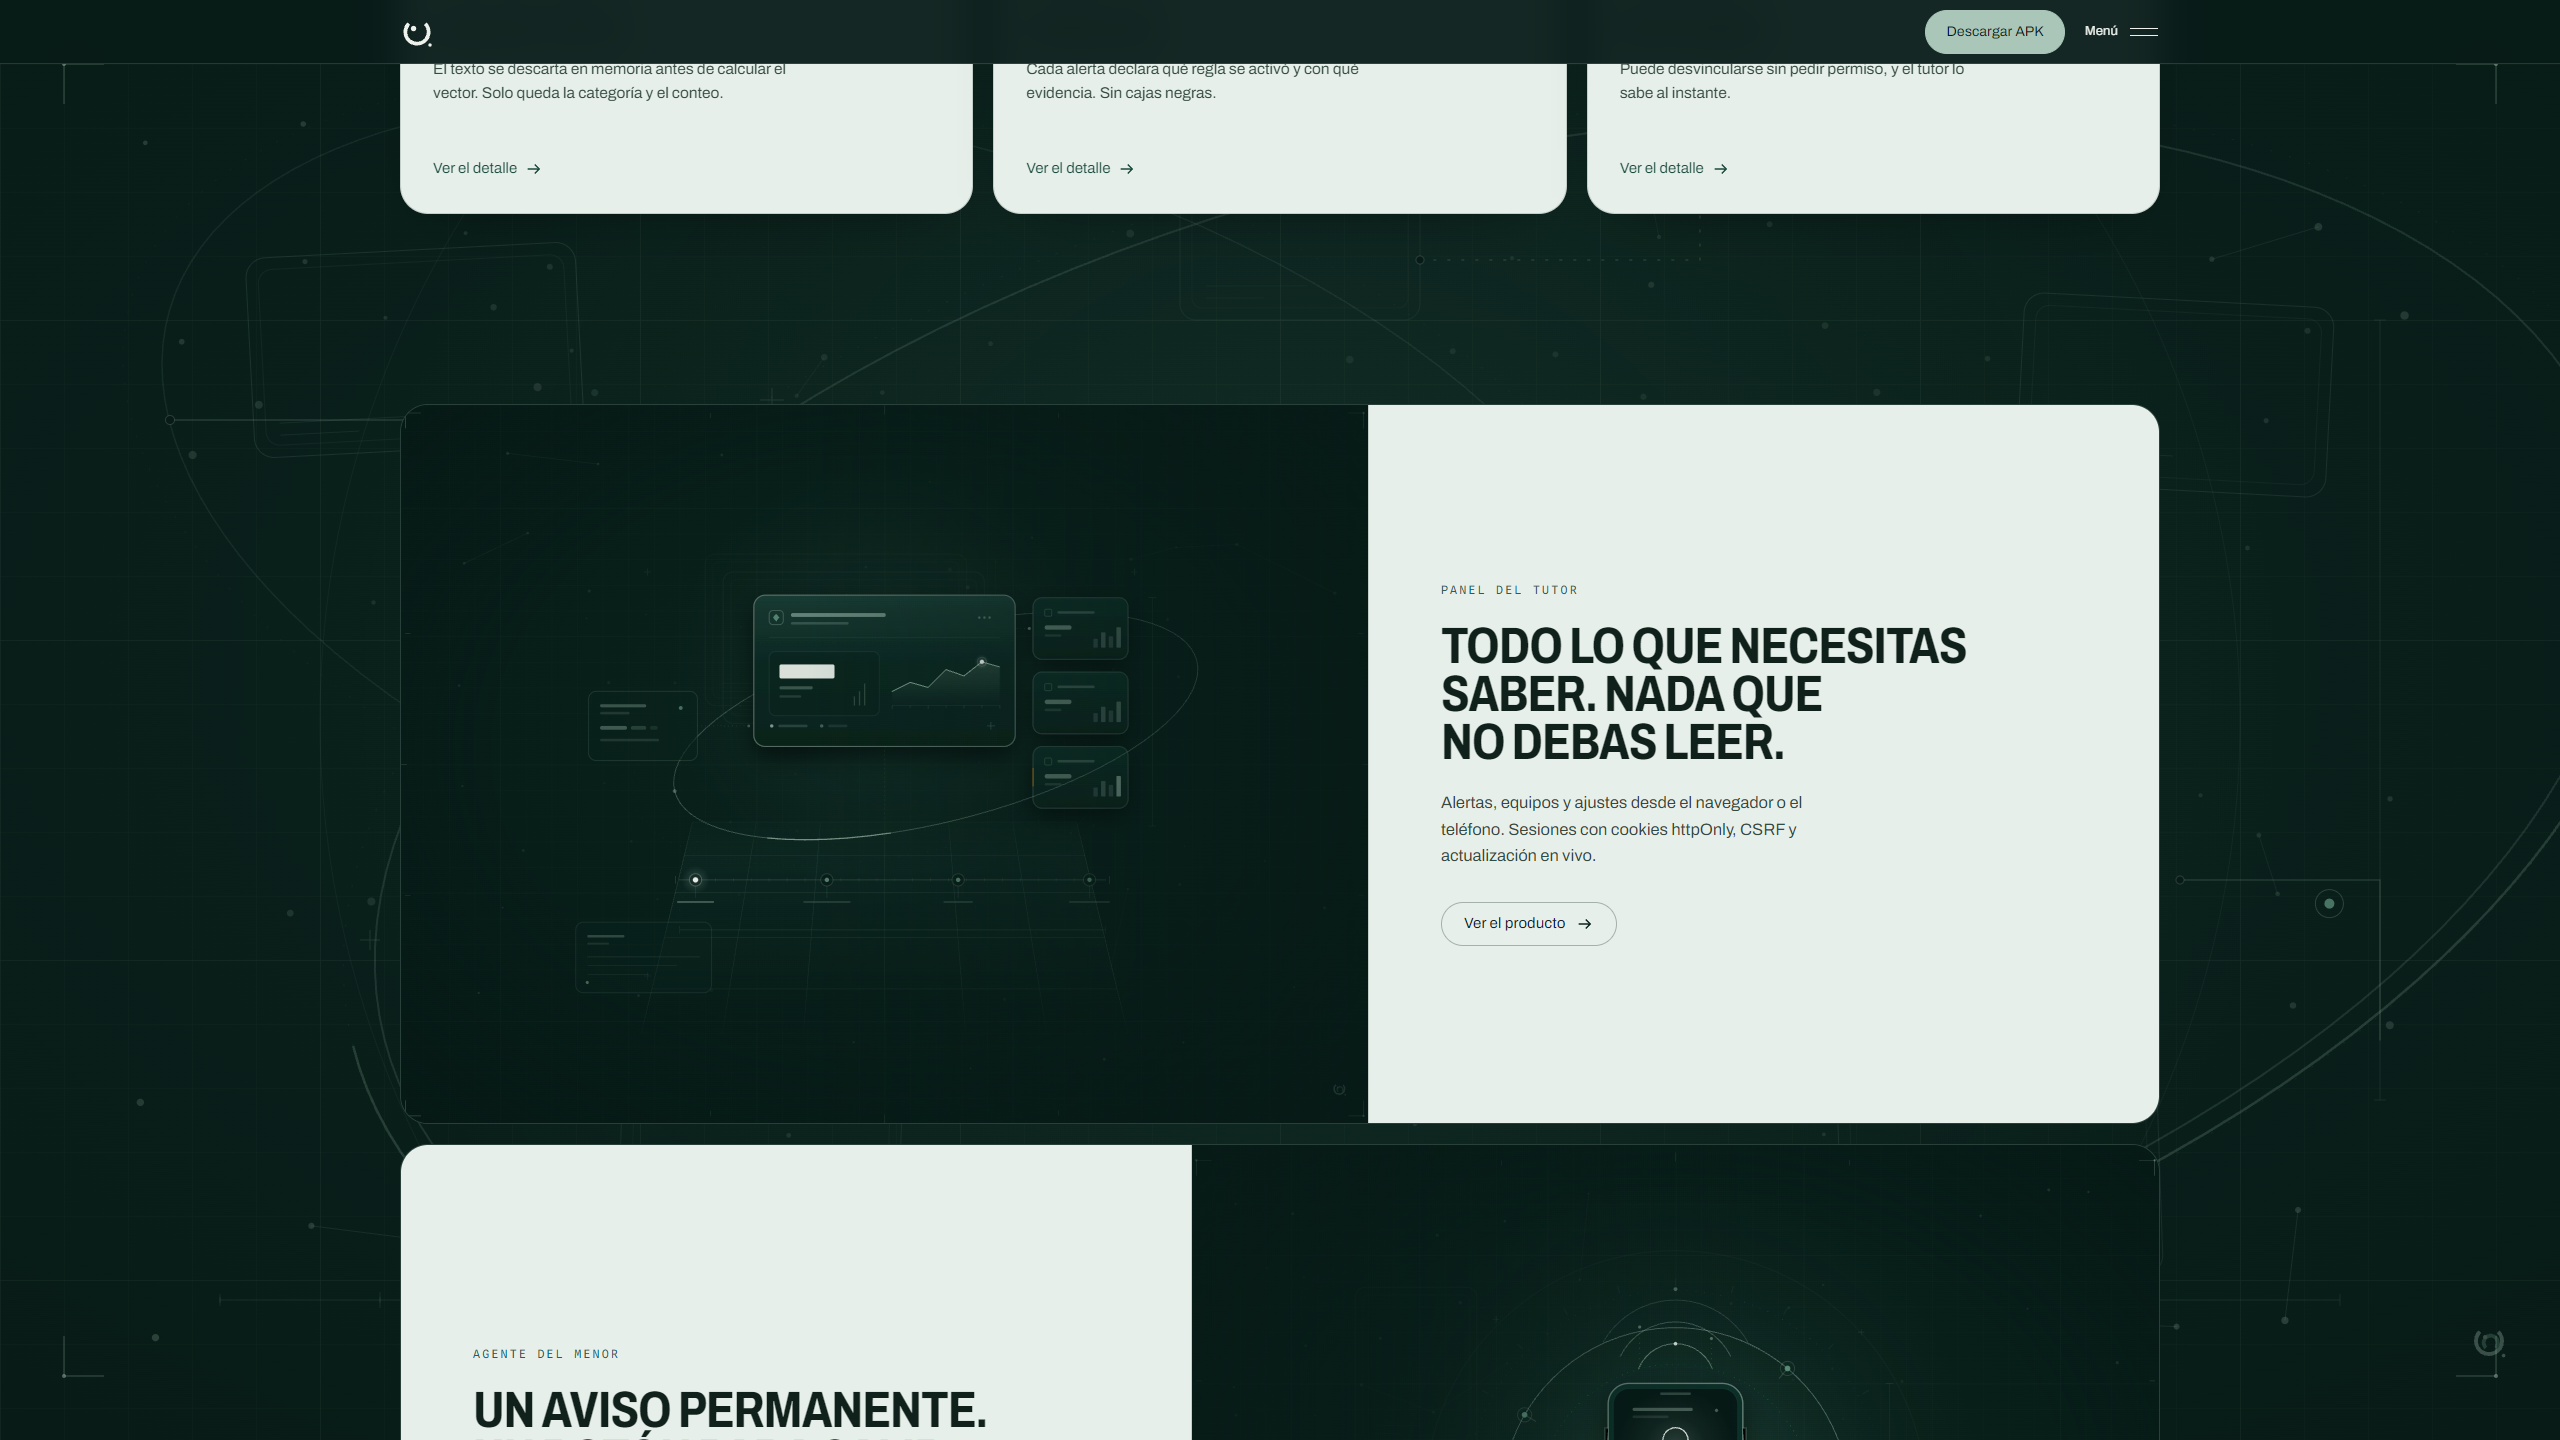 Descargar APK
Menú
El texto se descarta en memoria antes de calcular el
vector. Solo queda la categoría y el conteo.
Ver el detalle
Cada alerta declara qué regla se activó y con qué
evidencia. Sin cajas negras.
Ver el detalle
Puede desvincularse sin pedir permiso, y el tutor lo
sabe al instante.
Ver el detalle
PANEL DEL TUTOR
TODO LO QUE NECESITAS
SABER. NADA QUE
NO DEBAS LEER.
Alertas, equipos y ajustes desde el navegador o el
teléfono. Sesiones con cookies httpOnly, CSRF y
actualización en vivo.
Ver el producto
AGENTE DEL MENOR
UN AVISO PERMANENTE.